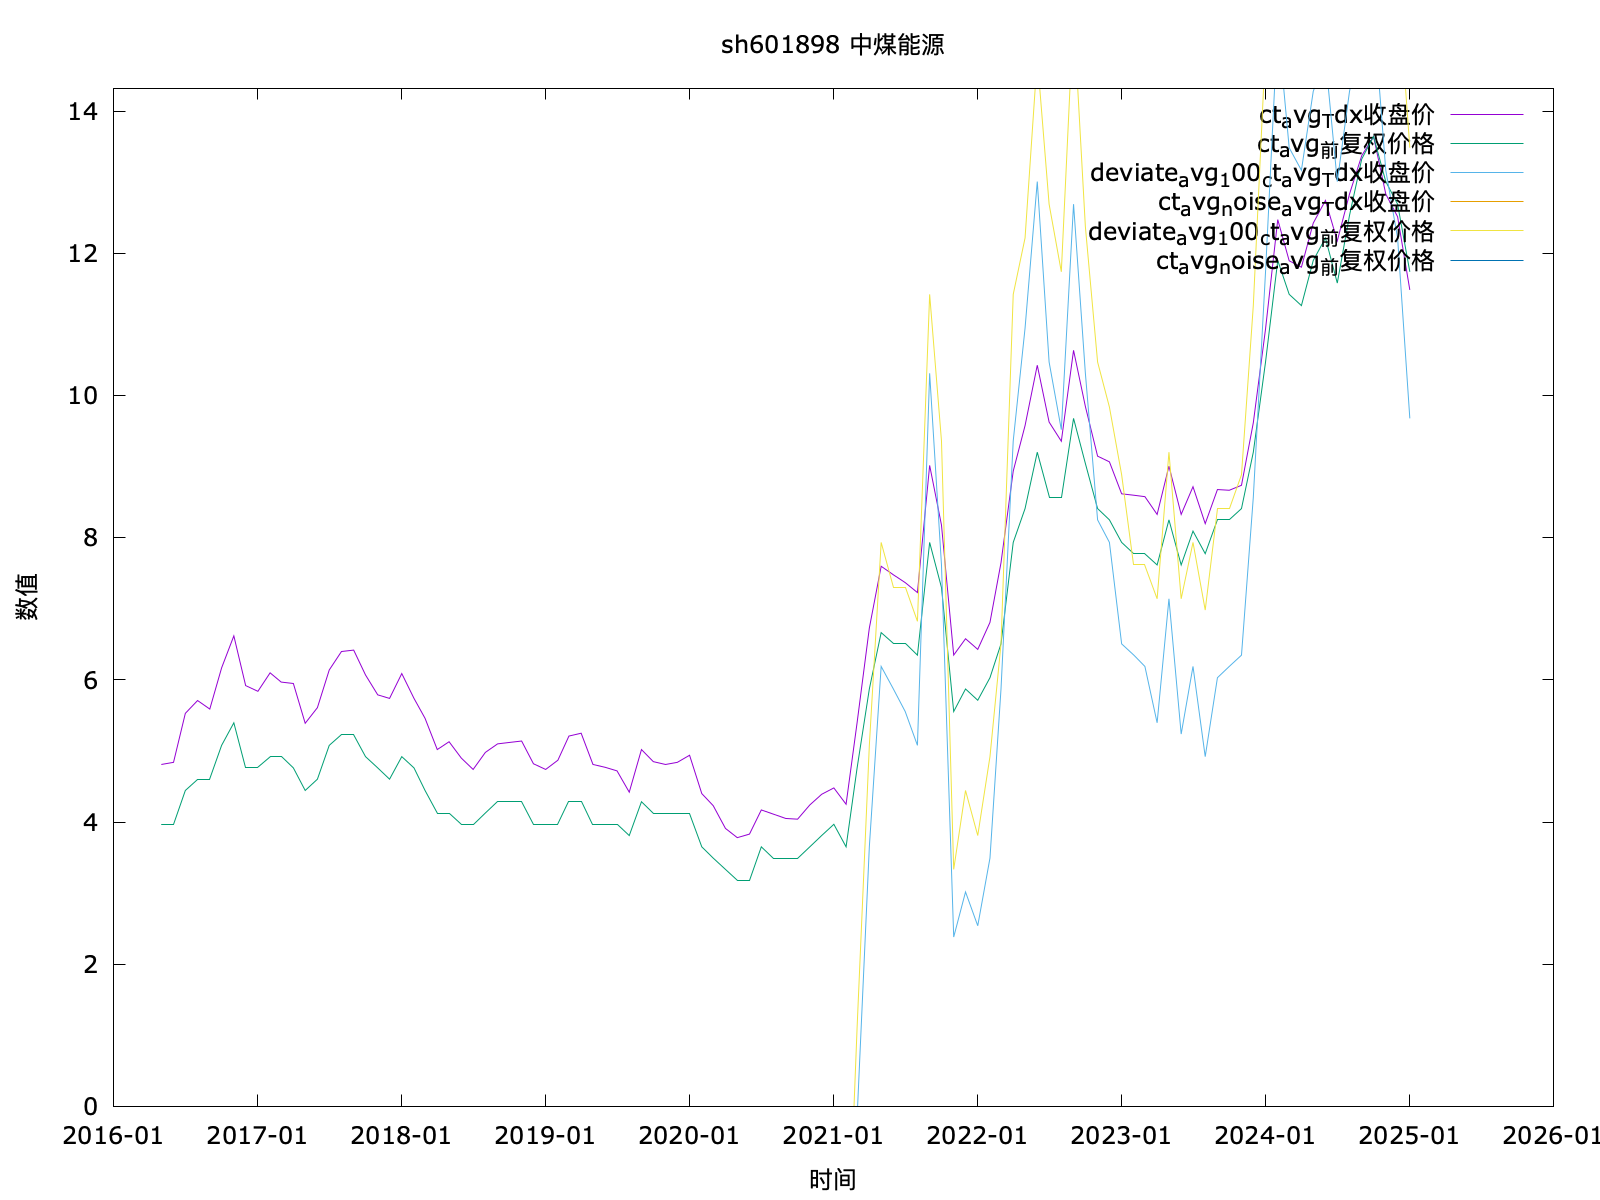 sh601898 中煤能源
14
12
10
8
6
4
2
0
数值
ctavgTdx收盘价
ctavg前复权价格
deviateavg100ctavgTdx收盘价
ctavgnoiseavgTdx收盘价
deviateavg100ctavg前复权价格
ctavgnoiseavg前复权价格
2016-01 2017-01 2018-01 2019-01 2020-01 2021-01 2022-01 2023-01 2024-01 2025-01 2026-01
时间